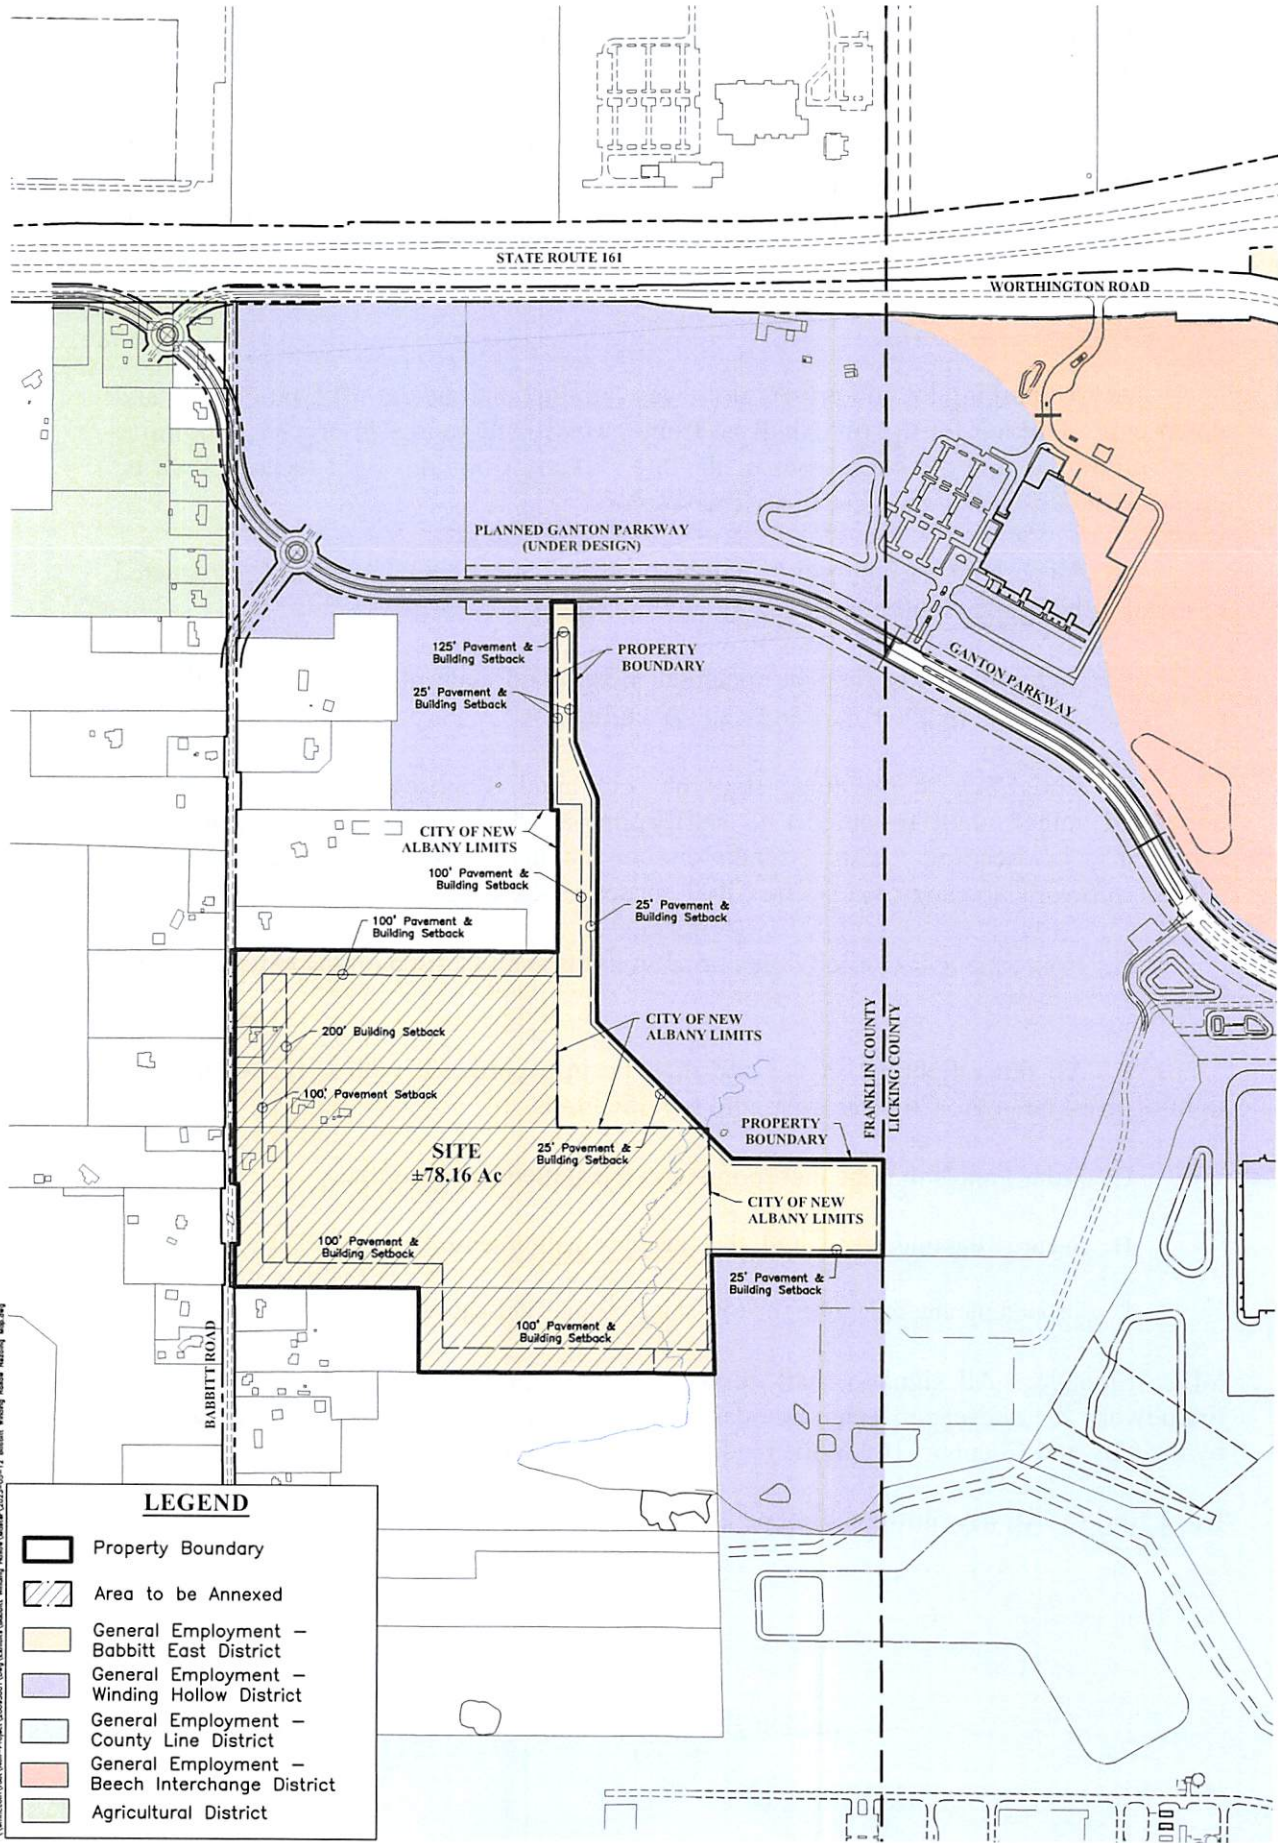 STATE ROUTE 161
WORTHINGTON ROAD
PLANNED GANTON PARKWAY
(UNDER DESIGN)
125' Pavement &
Building Setback
PROPERTY
BOUNDARY
25' Pavement &
Building Setback
GANTON PARKWAY
CITY OF NEW
ALBANY LIMITS
100' Pavement &
Building Setback
25' Pavement &
Building Setback
100' Pavement &
Building Setback
200' Building Setback
CITY OF NEW
ALBANY LIMITS
FRANKLIN COUNTY
LICKING COUNTY
100' Pavement Setback
PROPERTY
BOUNDARY
SITE
±78.16 Ac
25' Pavement &
Building Setback
CITY OF NEW
ALBANY LIMITS
100' Pavement &
Building Setback
25' Pavement &
Building Setback
100' Pavement &
Building Setback
BABBITT ROAD
LEGEND
Property Boundary
Area to be Annexed
General Employment –
Babbitt East District
General Employment –
Winding Hollow District
General Employment –
County Line District
General Employment –
Beech Interchange District
Agricultural District